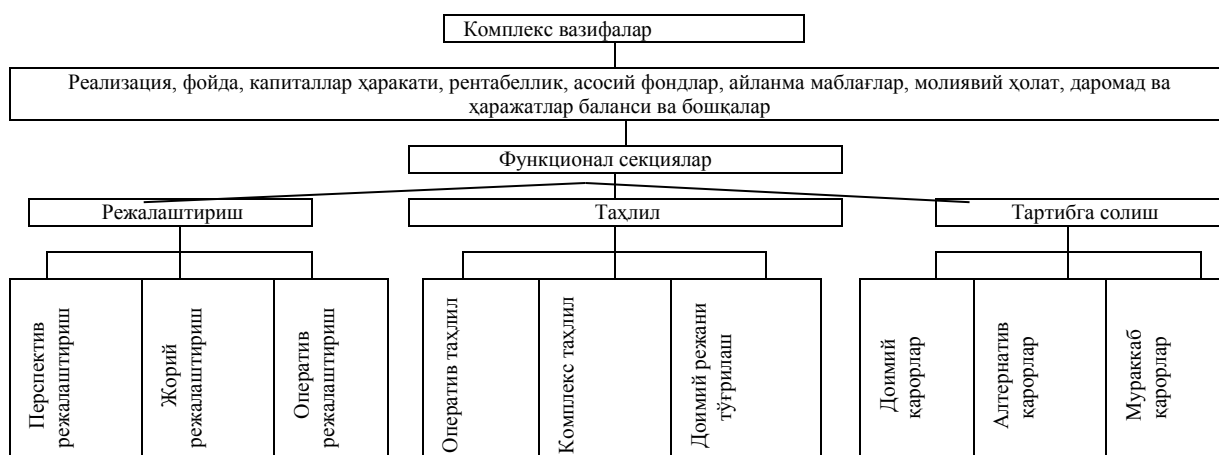 Комплекс вазифалар
Реализация, фойда, капиталлар ҳаракати, рентабеллик, асосий фондлар, айланма маблағлар, молиявий ҳолат, даромад ва
ҳаражатлар баланси ва бошқалар
Функционал секциялар
Режалаштириш
Таҳлил
Тартибга солиш
Перспектив
режалаштириш
Жорий
режалаштириш
Оператив
режалаштириш
Оператив таҳлил
Комплекс таҳлил
Доимий режани
тўғрилаш
Доимий
қарорлар
Алтернатив
қарорлар
Мураккаб
қарорлар